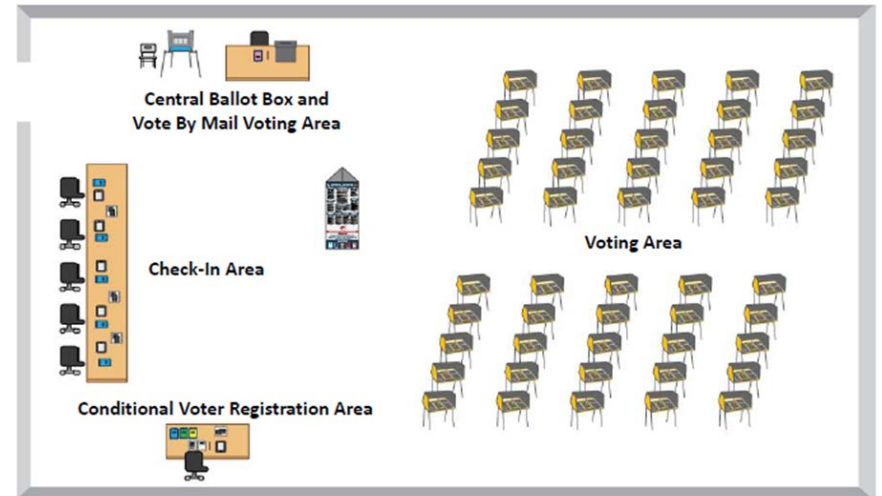 Central Ballot Box and
Vote By Mail Voting Area
Voting Area
Check-In Area
Conditional Voter Registration Area